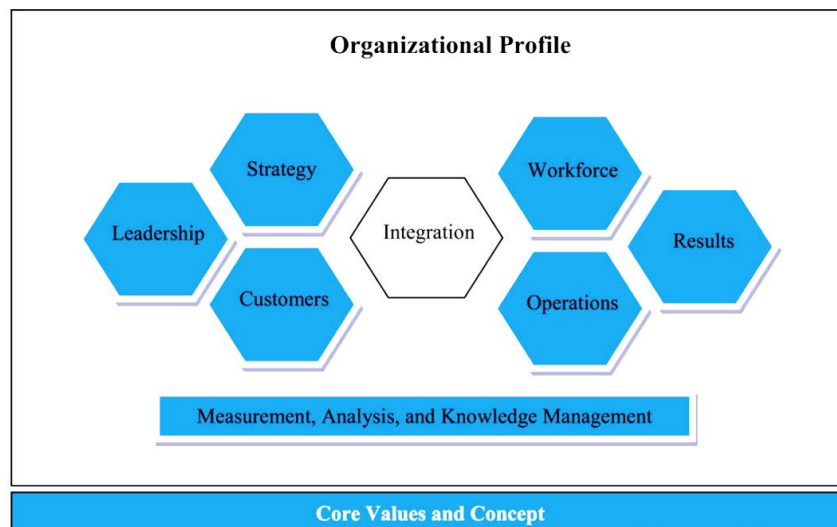 Organizational Profile
Strategy
Workforce
Leadership
Integration
Results
Customers
Operations
Measurement, Analysis, and Knowledge Management
Core Values and Concept